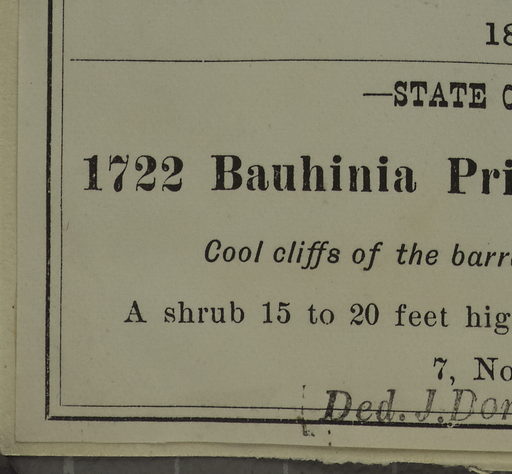 18
—STATE
1722 Bauhinia Pri
Cool cliffs of the barr
A shrub 15 to 20 feet hig
7, No
Ded. J. Dor